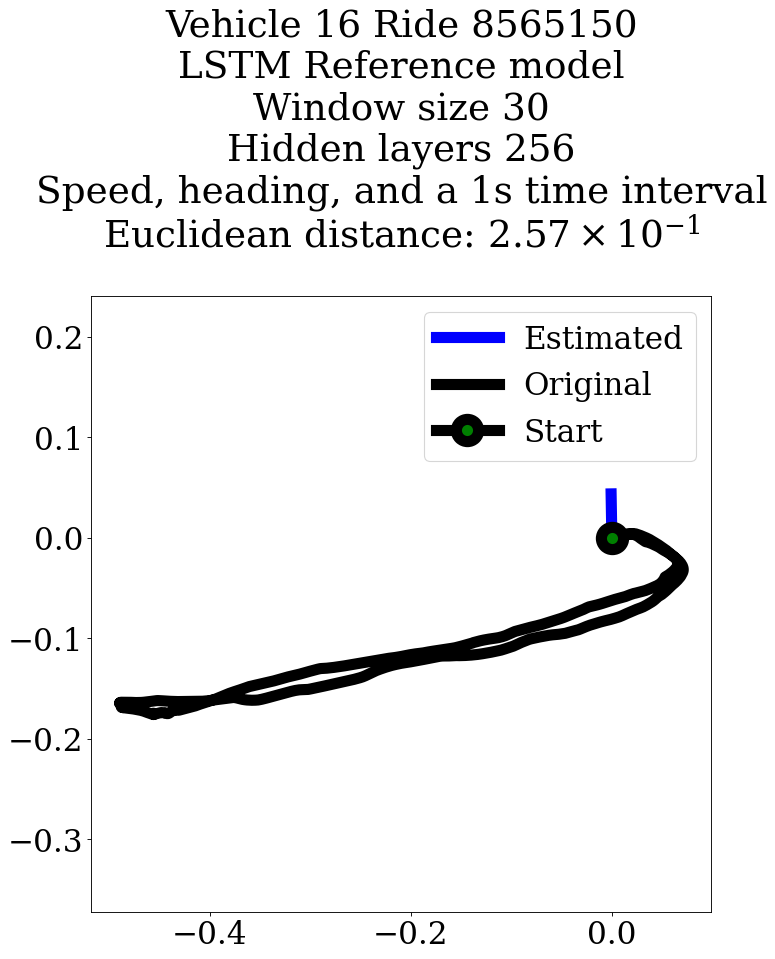 Vehicle 16 Ride 8565150
LSTM Reference model
Window size 30
Hidden layers 256
Speed, heading, and a 1s time interval
Euclidean distance: 2.57 × 10⁻¹
Estimated
Original
Start
0.2
0.1
0.0
−0.1
−0.2
−0.3
−0.4
−0.2
0.0